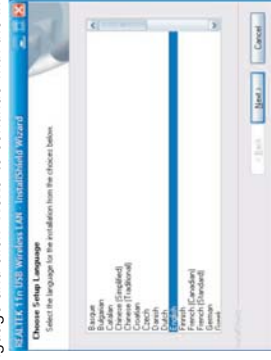 REALTEK 11n USB Wireless LAN - InstallShield Wizard
Choose Setup Language
Select the language for the installation from the choices below.
Basque
Bulgarian
Catalan
Chinese (Simplified)
Chinese (Traditional)
Croatian
Czech
Danish
Dutch
English
Finnish
French (Canadian)
French (Standard)
German
Greek
InstallShield
< Back
Next >
Cancel